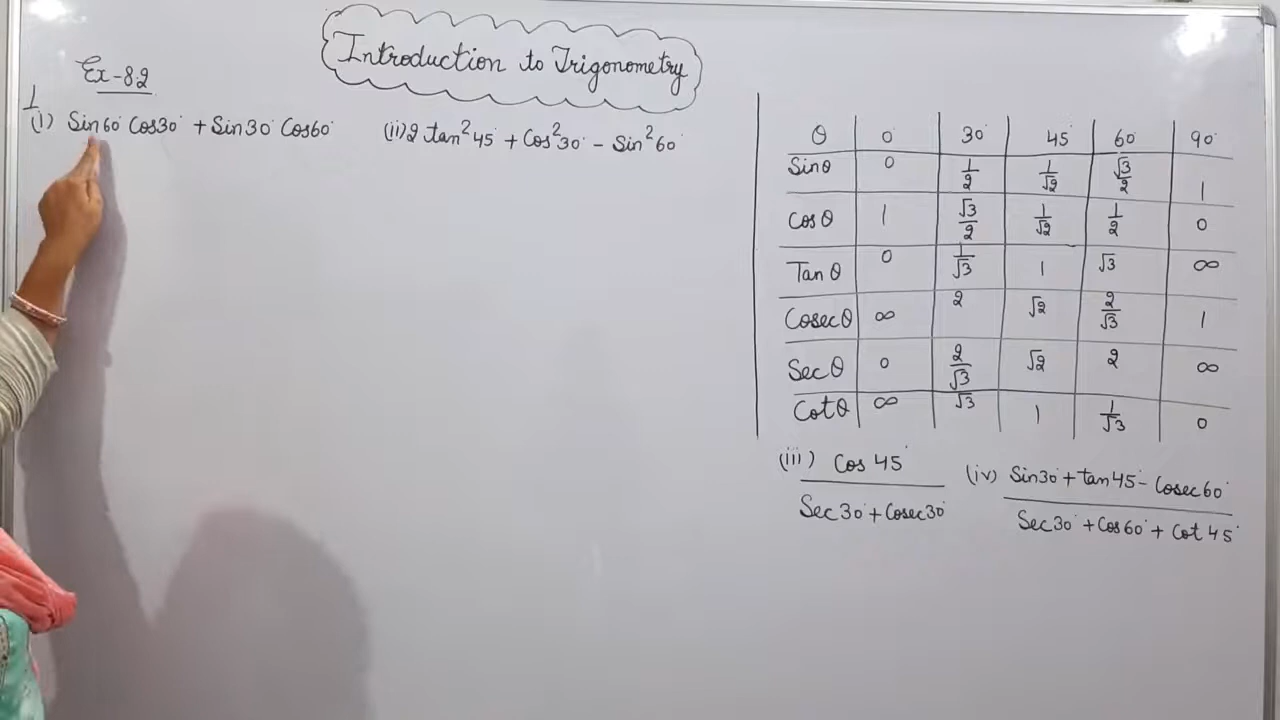 Introduction to Trigonometry
Ex-8.2
1
(i) Sin60° Cos30° + Sin30° Cos60°
(ii) 2 tan²45° + Cos²30° - Sin²60°
θ 0 30° 45° 60° 90°
Sinθ 0 1/2 1/√2 √3/2 1
Cosθ 1 √3/2 1/√2 1/2 0
Tanθ 0 1/√3 1 √3 ∞
Cosecθ ∞ 2 √2 2/√3 1
Secθ 0 2/√3 √2 2 ∞
Cotθ ∞ √3 1 1/√3 0
(iii) Cos 45°
Sec30° + Cosec30°
(iv) Sin30° + tan45° - Cosec60°
Sec30° + Cos60° + Cot 45°